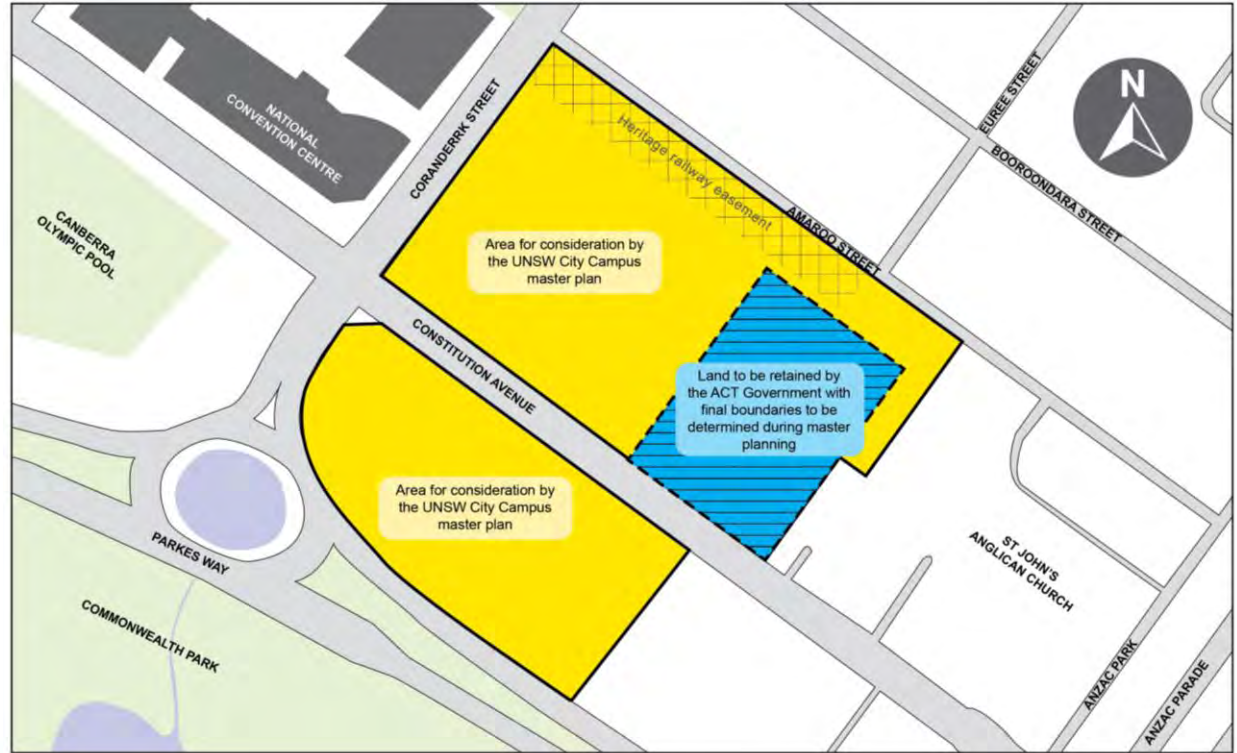 NATIONAL
CONVENTION CENTRE
CORANDERRK STREET
EUREE STREET
N
BOOROONDARA STREET
Heritage railway easement
AMAROO STREET
CANBERRA
OLYMPIC POOL
Area for consideration by
the UNSW City Campus
master plan
CONSTITUTION AVENUE
Land to be retained by
the ACT Government with
final boundaries to be
determined during master
planning
Area for consideration by
the UNSW City Campus
master plan
PARKES WAY
COMMONWEALTH PARK
ST JOHN'S
ANGLICAN CHURCH
ANZAC PARK
ANZAC PARADE